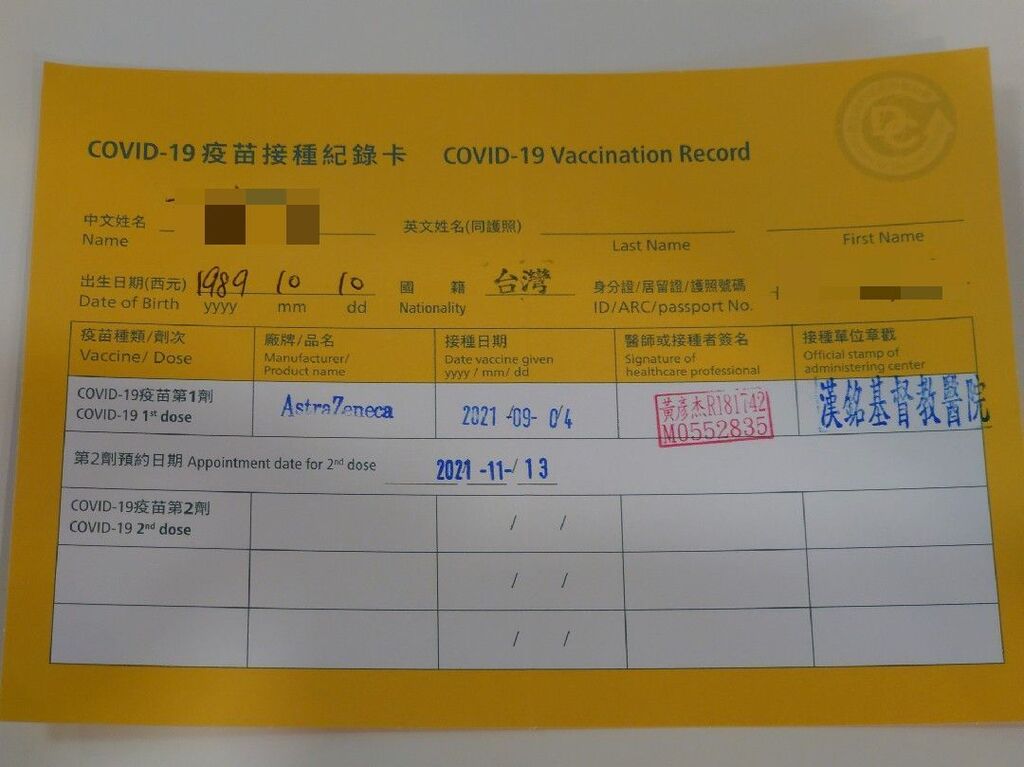 COVID-19 疫苗接種紀錄卡 COVID-19 Vaccination Record
中文姓名 英文姓名(同護照)
Name Last Name First Name
出生日期(西元) 1989 10 10 國籍 台灣 身分證/居留證/護照號碼
Date of Birth yyyy mm dd Nationality ID/ARC/passport No.
疫苗種類/劑次 廠牌/品名 接種日期 醫師或接種者簽名 接種單位章戳
Vaccine/ Dose Manufacturer/ Date vaccine given Signature of Official stamp of
Product name yyyy / mm/ dd healthcare professional administering center
COVID-19疫苗第1劑 AstraZeneca 2021 -09- 04 黃彥杰R181742 漢銘基督教醫院
COVID-19 1st dose M0552835
第2劑預約日期 Appointment date for 2nd dose 2021 -11-/ 13
COVID-19疫苗第2劑 / /
COVID-19 2nd dose
/ /
/ /